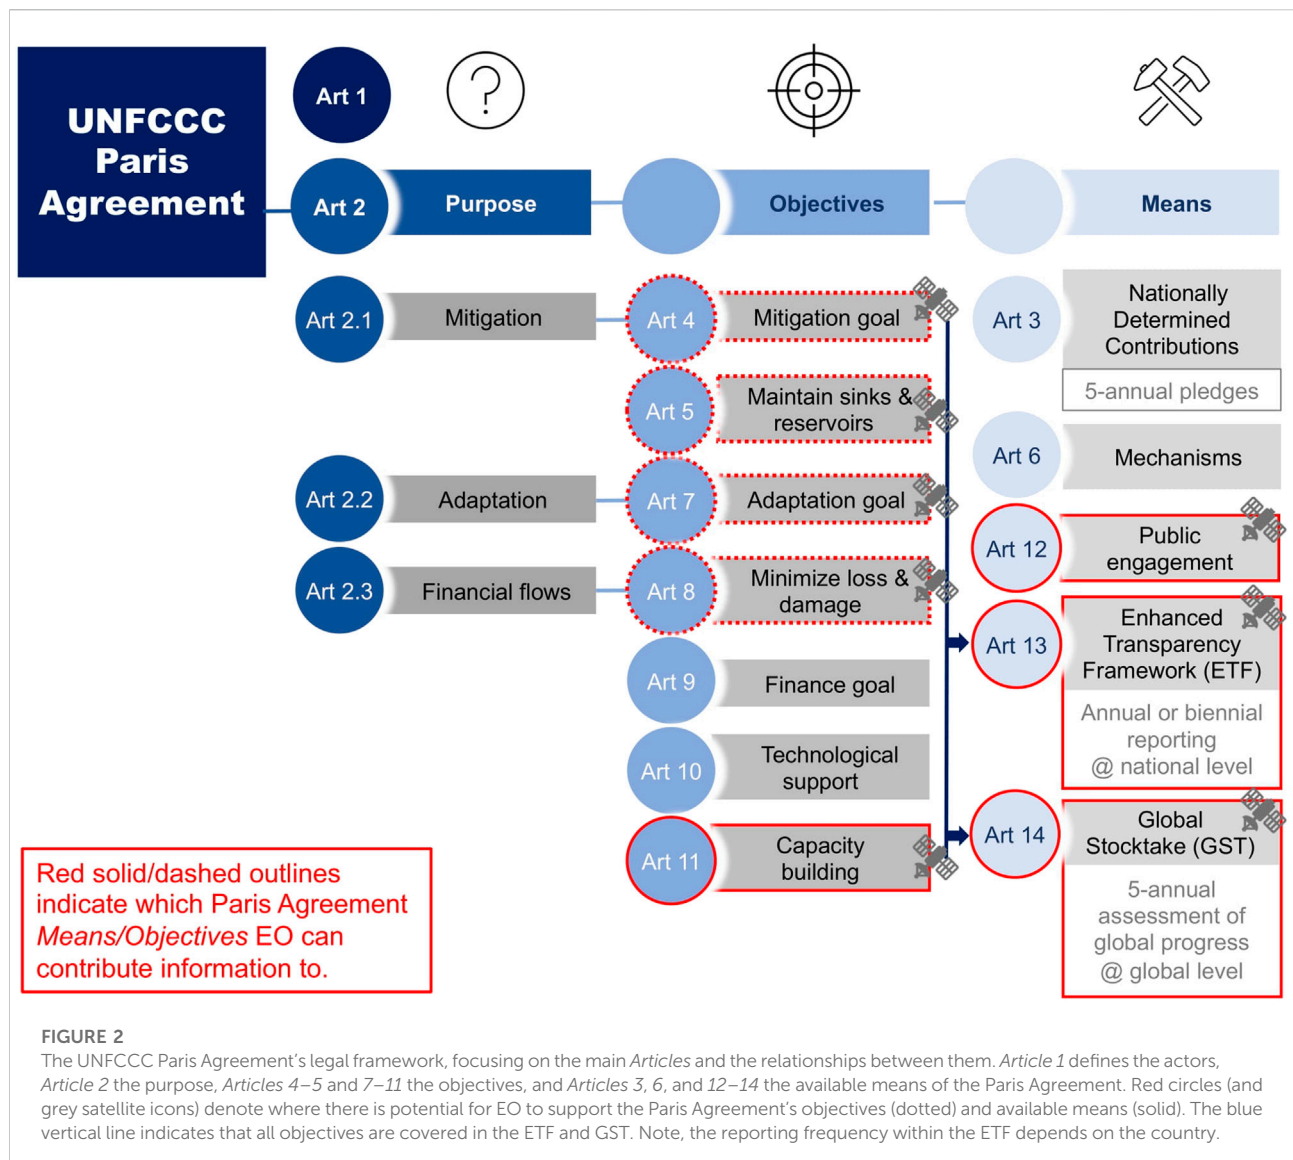 UNFCCC
Paris
Agreement
Art 1
?
Art 2
Purpose
Objectives
Means
Art 2.1
Mitigation
Art 4
Mitigation goal
Art 3
Nationally
Determined
Contributions
5-annual pledges
Art 5
Maintain sinks &
reservoirs
Art 6
Mechanisms
Art 2.2
Adaptation
Art 7
Adaptation goal
Art 12
Public
engagement
Art 2.3
Financial flows
Art 8
Minimize loss &
damage
Art 13
Enhanced
Transparency
Framework (ETF)
Annual or biennial
reporting
@ national level
Art 9
Finance goal
Art 10
Technological
support
Art 11
Capacity
building
Art 14
Global
Stocktake (GST)
5-annual
assessment of
global progress
@ global level
Red solid/dashed outlines
indicate which Paris Agreement
Means/Objectives EO can
contribute information to.
FIGURE 2
The UNFCCC Paris Agreement's legal framework, focusing on the main Articles and the relationships between them. Article 1 defines the actors,
Article 2 the purpose, Articles 4–5 and 7–11 the objectives, and Articles 3, 6, and 12–14 the available means of the Paris Agreement. Red circles (and
grey satellite icons) denote where there is potential for EO to support the Paris Agreement's objectives (dotted) and available means (solid). The blue
vertical line indicates that all objectives are covered in the ETF and GST. Note, the reporting frequency within the ETF depends on the country.